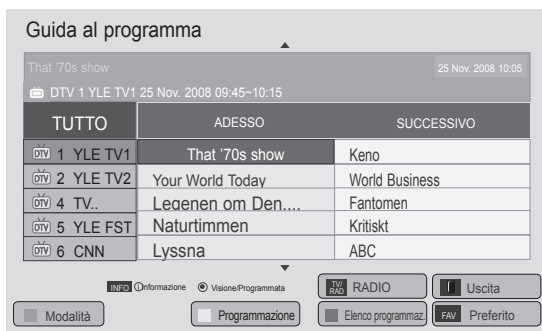 Guida al programma
That '70s show 25 Nov. 2008 10:05
DTV 1 YLE TV1 25 Nov. 2008 09:45~10:15
TUTTO ADESSO SUCCESSIVO
DTV 1 YLE TV1 That '70s show Keno
DTV 2 YLE TV2 Your World Today World Business
DTV 4 TV.. Legenen om Den.... Fantomen
DTV 5 YLE FST Naturtimmen Kritiskt
DTV 6 CNN Lyssna ABC
INFO Informazione Visione/Programmata TV/RAD RADIO Uscita
Modalità Programmazione Elenco programmaz. FAV Preferito